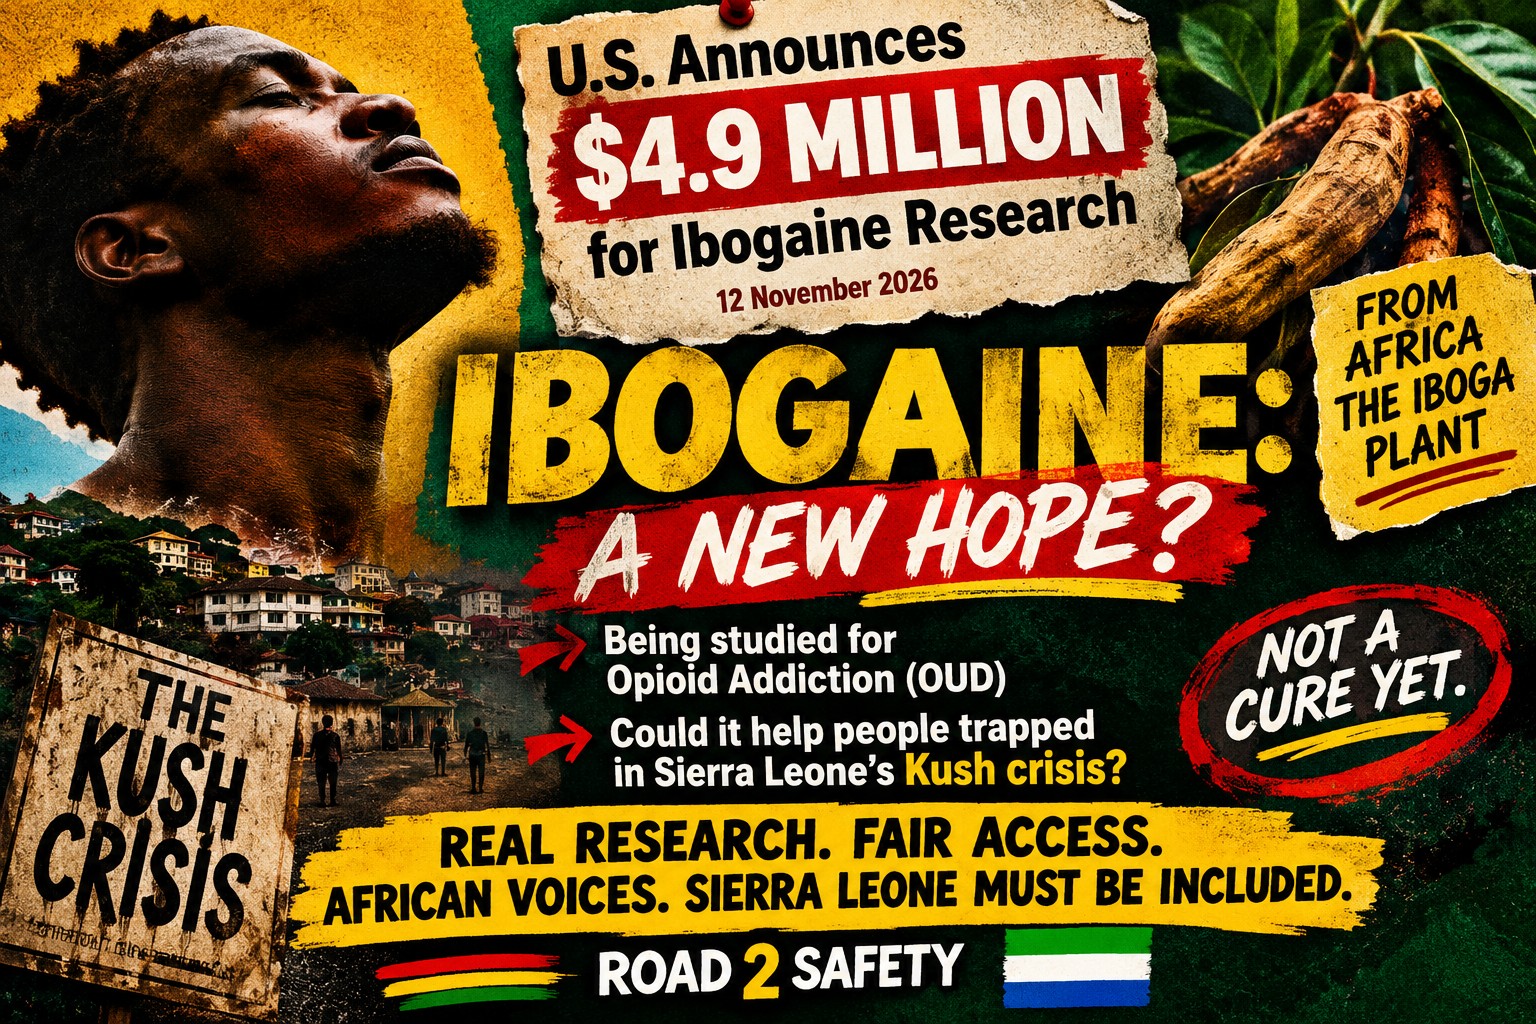 U.S. Announces
$4.9 MILLION
for Ibogaine Research
12 November 2026
FROM
AFRICA
THE IBOGA
PLANT
IBOGAINE:
A NEW HOPE?
Being studied for
Opioid Addiction (OUD)
Could it help people trapped
in Sierra Leone's Kush crisis?
NOT A
CURE YET.
THE
KUSH
CRISIS
REAL RESEARCH. FAIR ACCESS.
AFRICAN VOICES. SIERRA LEONE MUST BE INCLUDED.
ROAD 2 SAFETY